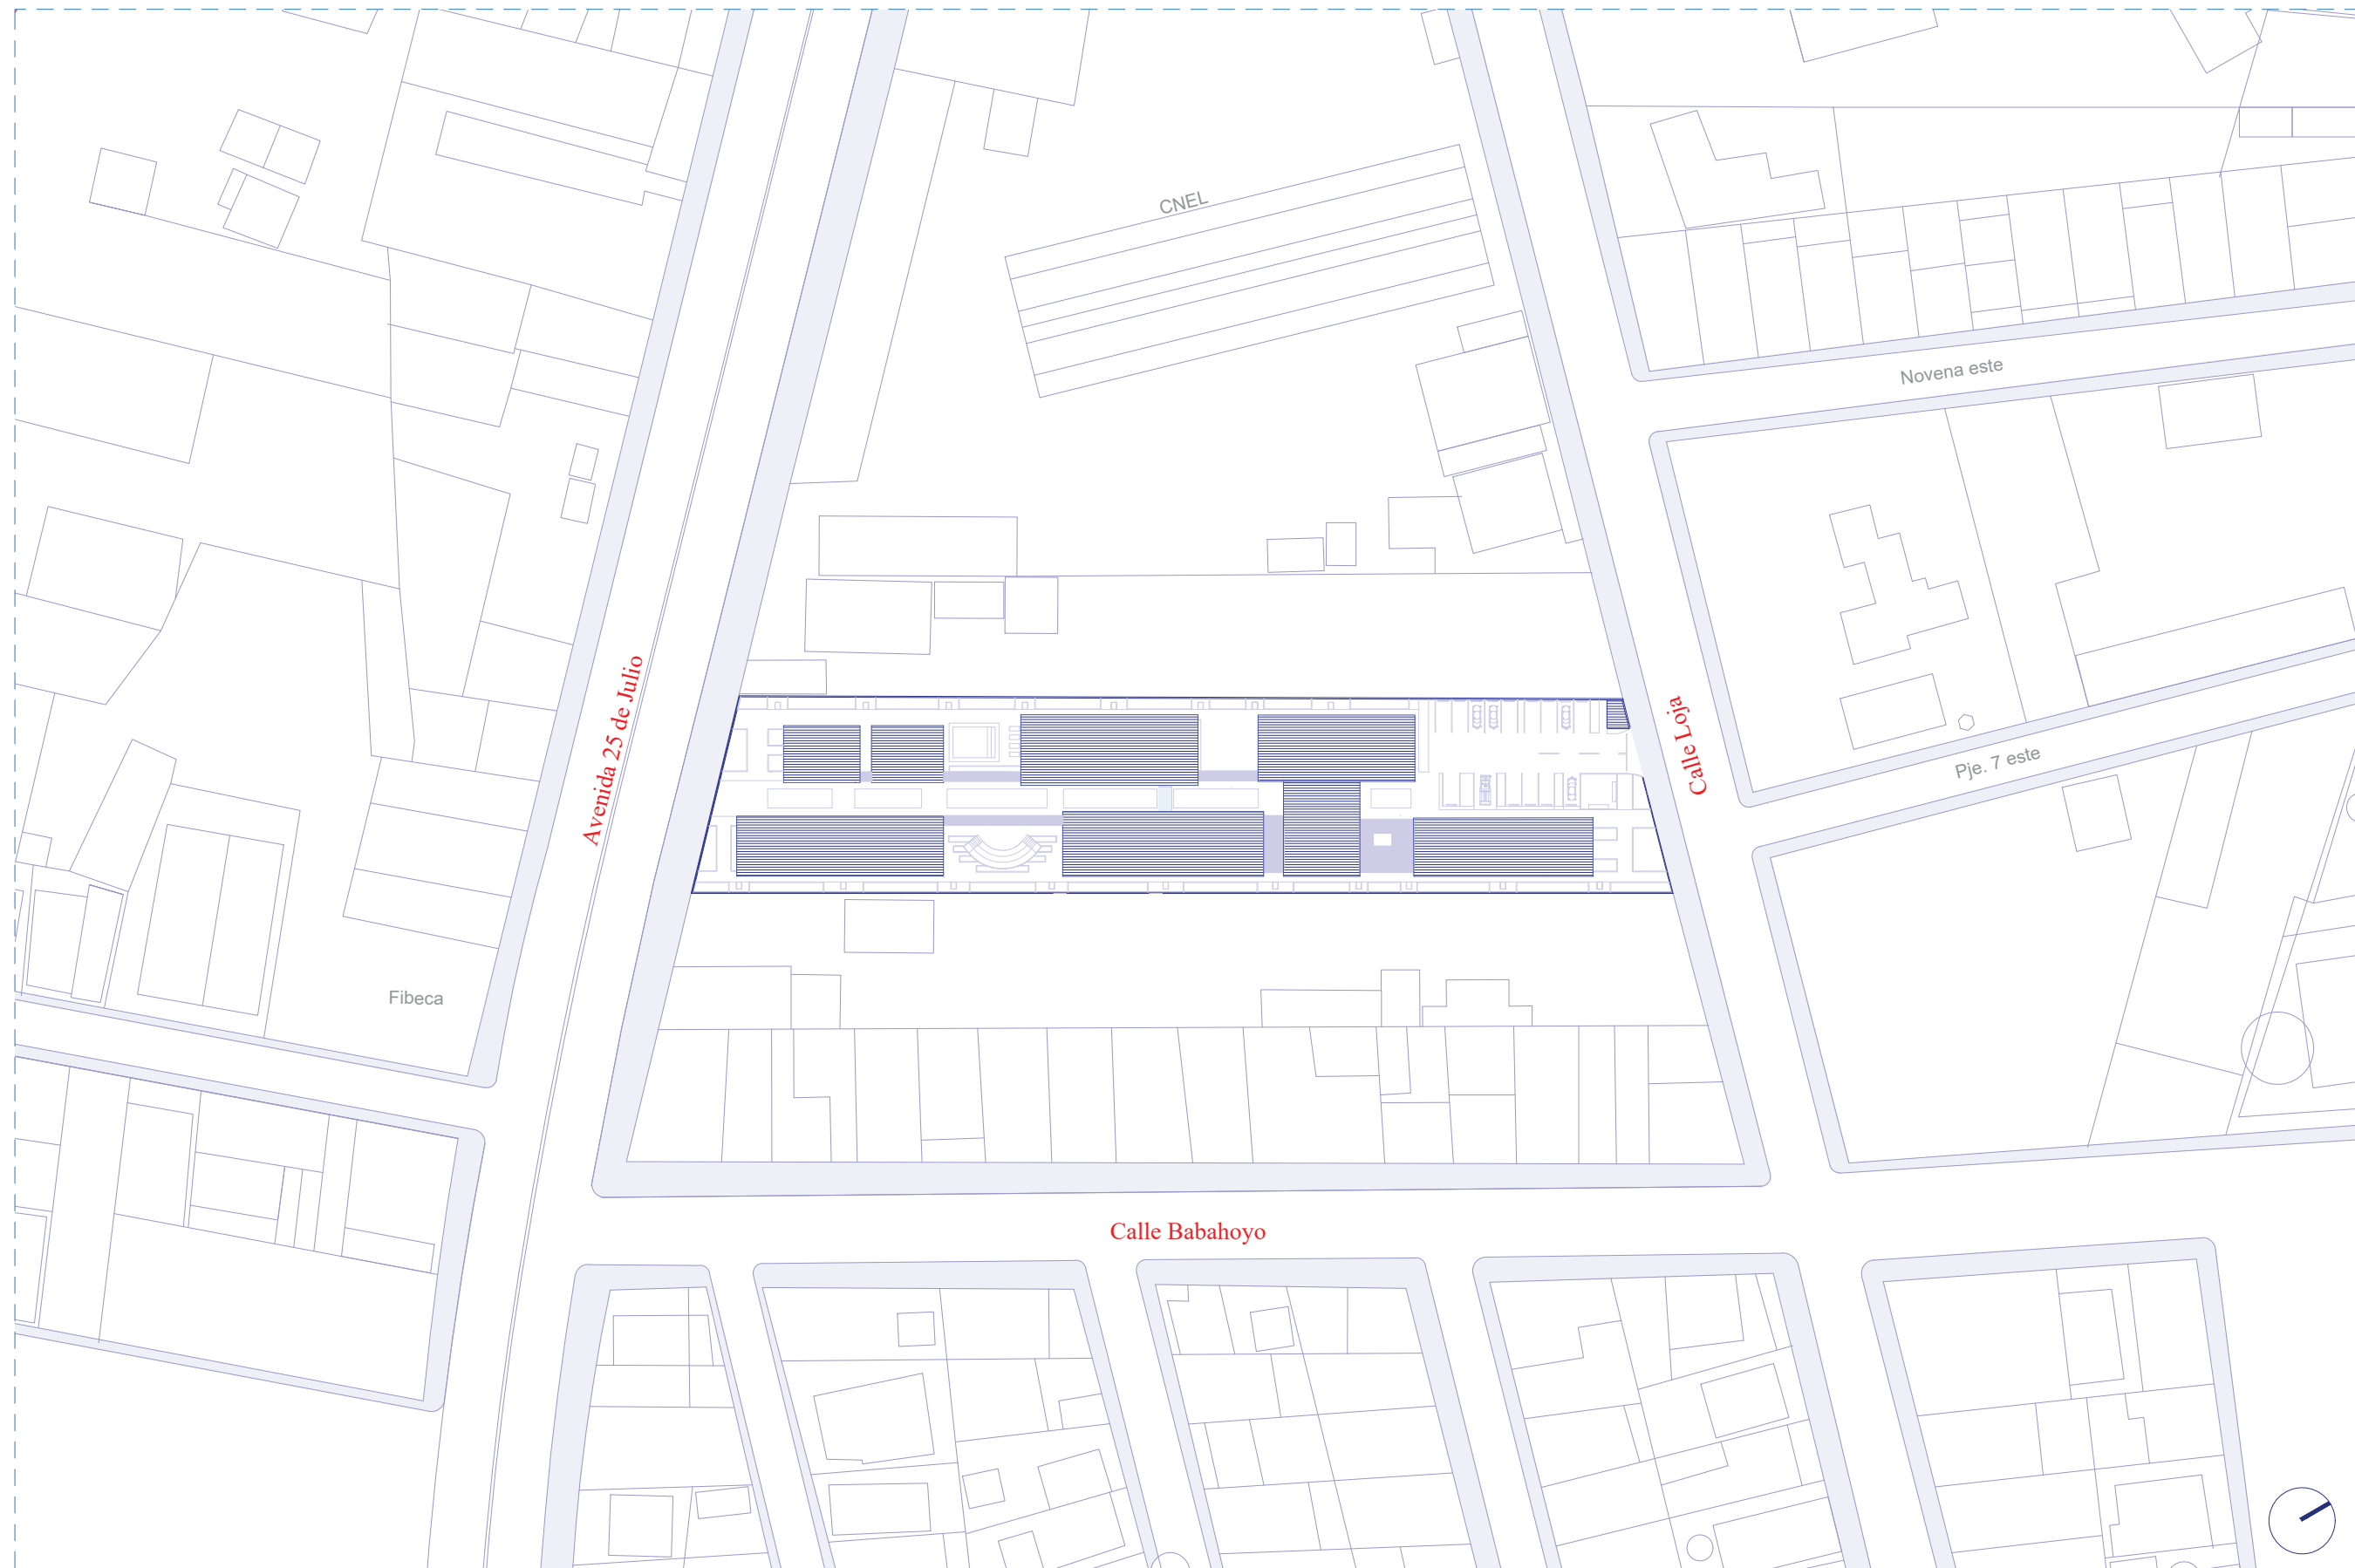 CNEL
Novena este
Avenida 25 de Julio
Calle Loja
Pje. 7 este
Fibeca
Calle Babahoyo